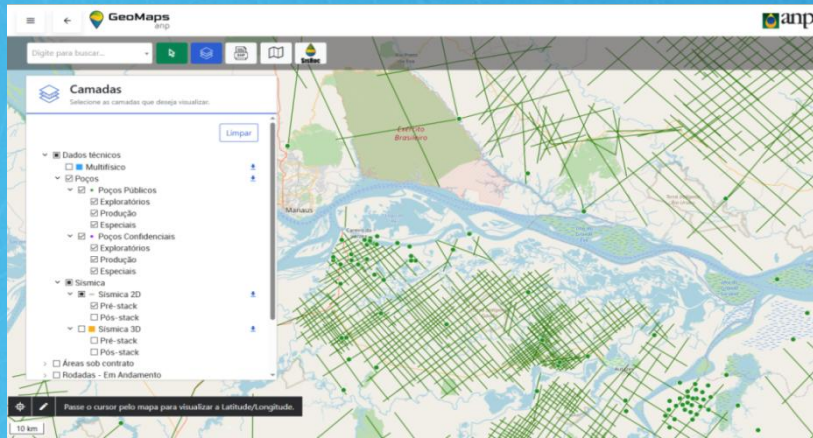 GeoMaps
anp
anp
Digite para buscar...
SisRoc
Camadas
Selecione as camadas que deseja visualizar.
Limpar
Dados técnicos
Multifísico
Poços
Poços Públicos
Exploratórios
Produção
Especiais
Poços Confidenciais
Exploratórios
Produção
Especiais
Sísmica
Sísmica 2D
Pré-stack
Pós-stack
Sísmica 3D
Pré-stack
Pós-stack
Áreas sob contrato
Rodadas - Em Andamento
Exército
Brasileiro
Manaus
Passe o cursor pelo mapa para visualizar a Latitude/Longitude.
10 km